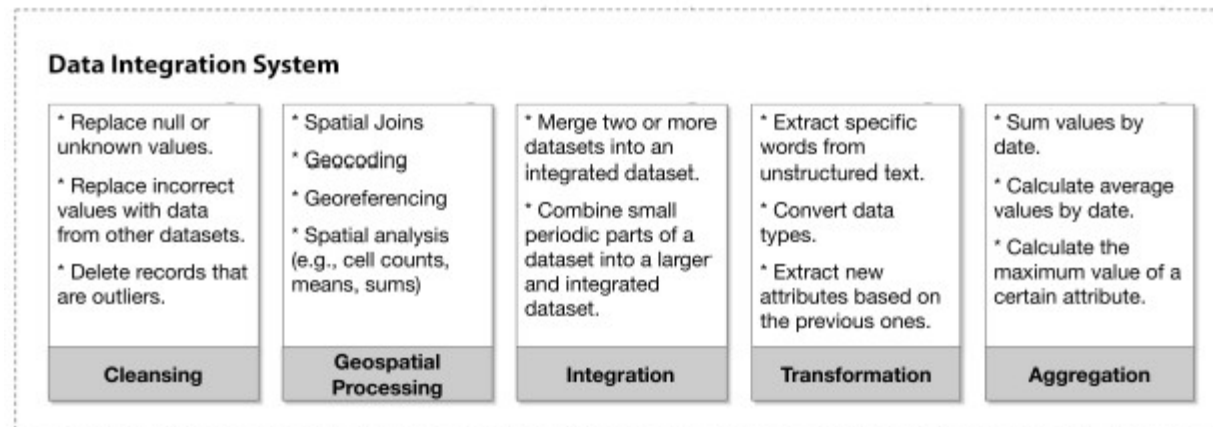 Data Integration System
* Replace null or
unknown values.
* Replace incorrect
values with data
from other datasets.
* Delete records that
are outliers.
Cleansing
* Spatial Joins
* Geocoding
* Georeferencing
* Spatial analysis
(e.g., cell counts,
means, sums)
Geospatial
Processing
* Merge two or more
datasets into an
integrated dataset.
* Combine small
periodic parts of a
dataset into a larger
and integrated
dataset.
Integration
* Extract specific
words from
unstructured text.
* Convert data
types.
* Extract new
attributes based on
the previous ones.
Transformation
* Sum values by
date.
* Calculate average
values by date.
* Calculate the
maximum value of a
certain attribute.
Aggregation